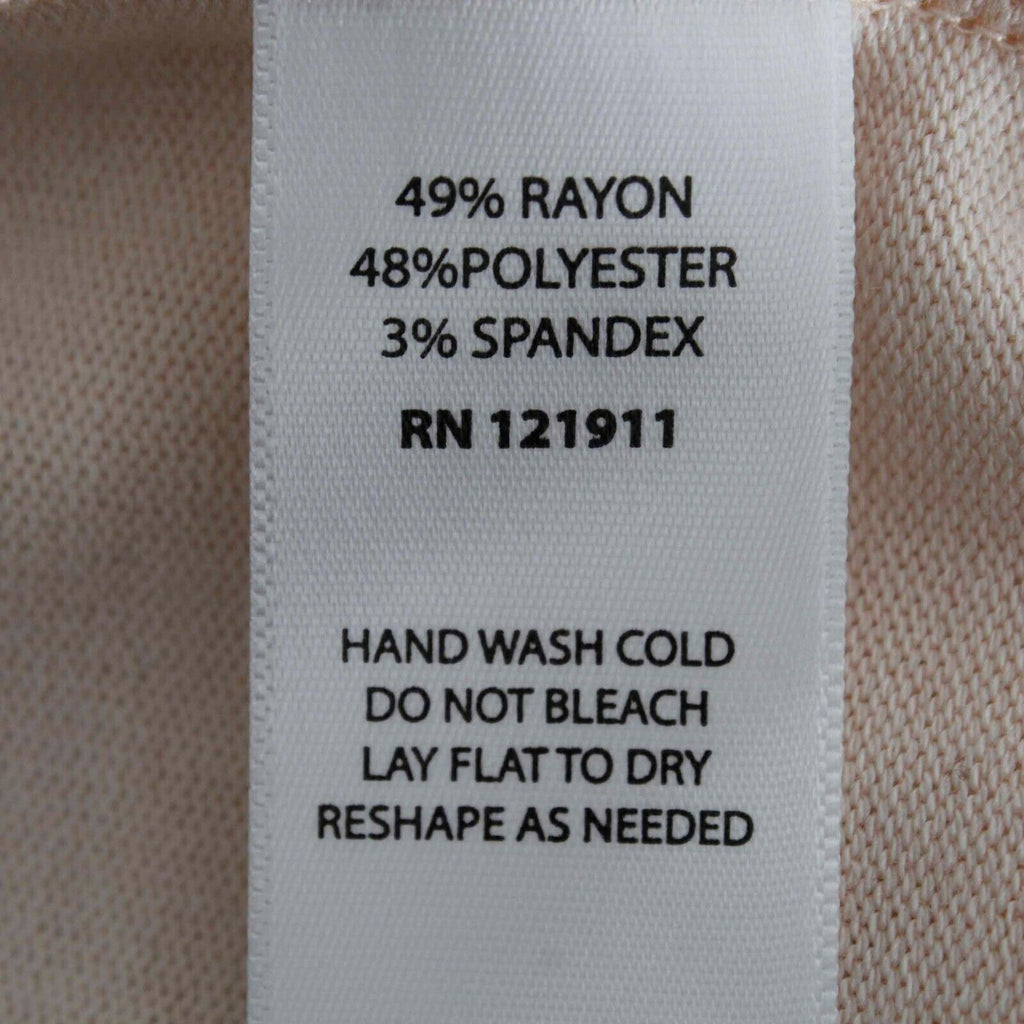 49% RAYON
48%POLYESTER
3% SPANDEX
RN 121911
HAND WASH COLD
DO NOT BLEACH
LAY FLAT TO DRY
RESHAPE AS NEEDED